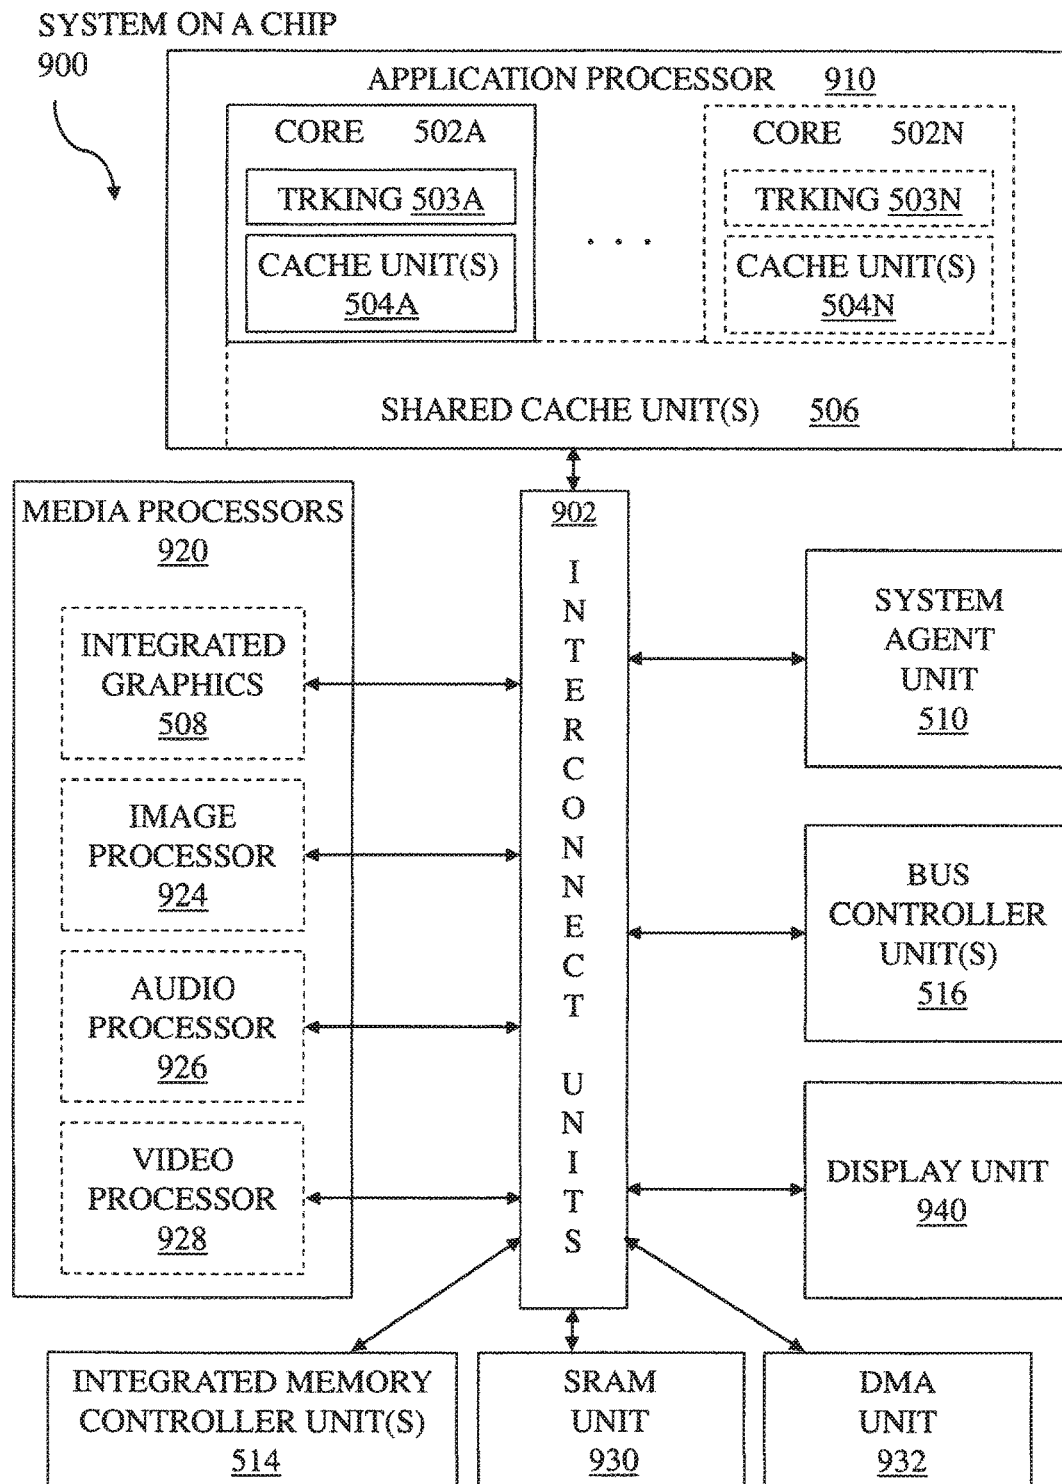 SYSTEM ON A CHIP
900
APPLICATION PROCESSOR 910
CORE 502A
TRKING 503A
CACHE UNIT(S)
504A
. . .
CORE 502N
TRKING 503N
CACHE UNIT(S)
504N
SHARED CACHE UNIT(S) 506
MEDIA PROCESSORS
920
INTEGRATED
GRAPHICS
508
IMAGE
PROCESSOR
924
AUDIO
PROCESSOR
926
VIDEO
PROCESSOR
928
902
INTERCONNECT UNITS
SYSTEM
AGENT
UNIT
510
BUS
CONTROLLER
UNIT(S)
516
DISPLAY UNIT
940
INTEGRATED MEMORY
CONTROLLER UNIT(S)
514
SRAM
UNIT
930
DMA
UNIT
932